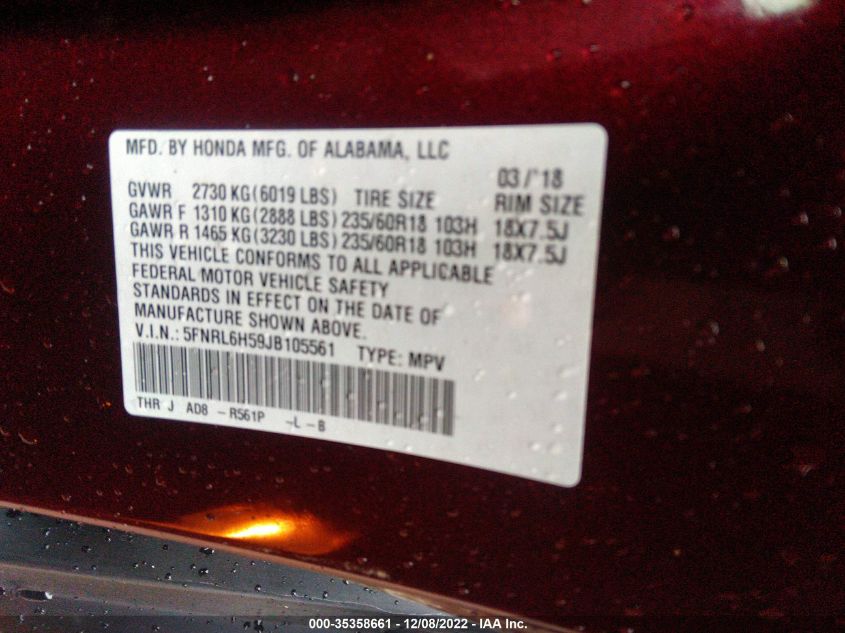 MFD. BY HONDA MFG. OF ALABAMA, LLC
03/'18
GVWR 2730 KG(6019 LBS) TIRE SIZE RIM SIZE
GAWR F 1310 KG(2888 LBS) 235/60R18 103H 18X7.5J
GAWR R 1465 KG(3230 LBS) 235/60R18 103H 18X7.5J
THIS VEHICLE CONFORMS TO ALL APPLICABLE
FEDERAL MOTOR VEHICLE SAFETY
STANDARDS IN EFFECT ON THE DATE OF
MANUFACTURE SHOWN ABOVE.
V.I.N.: 5FNRL6H59JB105561 TYPE: MPV
THR J AD8 -R561P -L-B
000-35358661 - 12/08/2022 - IAA Inc.